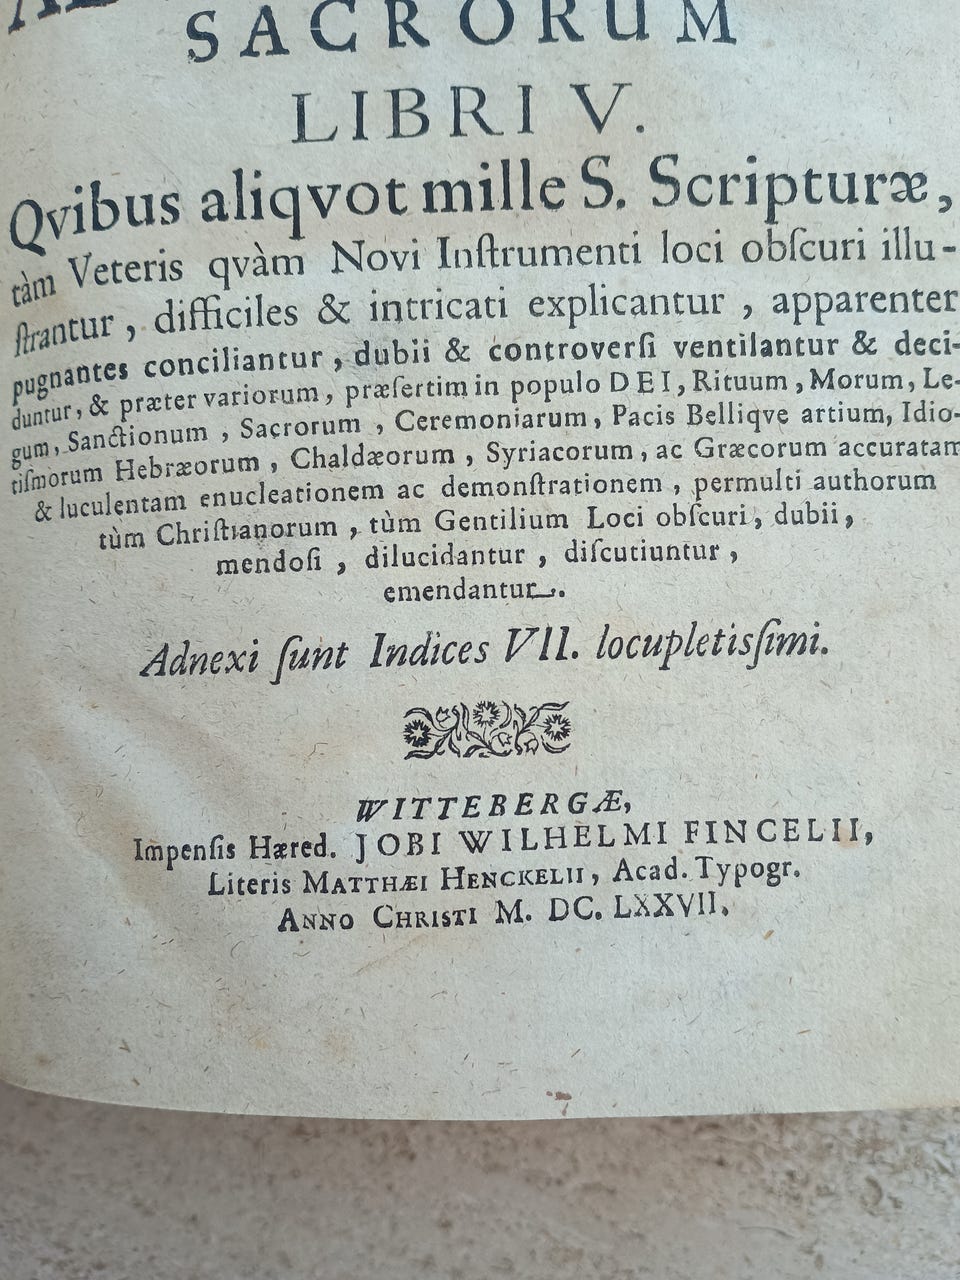 SACRORUM
LIBRI V.
Qvibus aliqvot mille S. Scripturæ,
tàm Veteris qvàm Novi Inſtrumenti loci obſcuri illu-
ſtrantur, difficiles & intricati explicantur, apparenter
pugnantes conciliantur, dubii & controverſi ventilantur & deci-
duntur, & præter variorum, præſertim in populo DEI, Rituum, Morum, Le-
gum, Sanctionum, Sacrorum, Ceremoniarum, Pacis Belliqve artium, Idio-
tiſmorum Hebræorum, Chaldæorum, Syriacorum, ac Græcorum accuratam
& luculentam enucleationem ac demonſtrationem, permulti authorum
tùm Chriſtianorum, tùm Gentilium Loci obſcuri, dubii,
mendoſi, dilucidantur, diſcutiuntur,
emendantur.
Adnexi ſunt Indices VII. locupletisſimi.
WITTEBERGÆ,
Impenſis Hæred. JOBI WILHELMI FINCELII,
Literis MATTHÆI HENCKELII, Acad. Typogr.
ANNO CHRISTI M. DC. LXXVII.